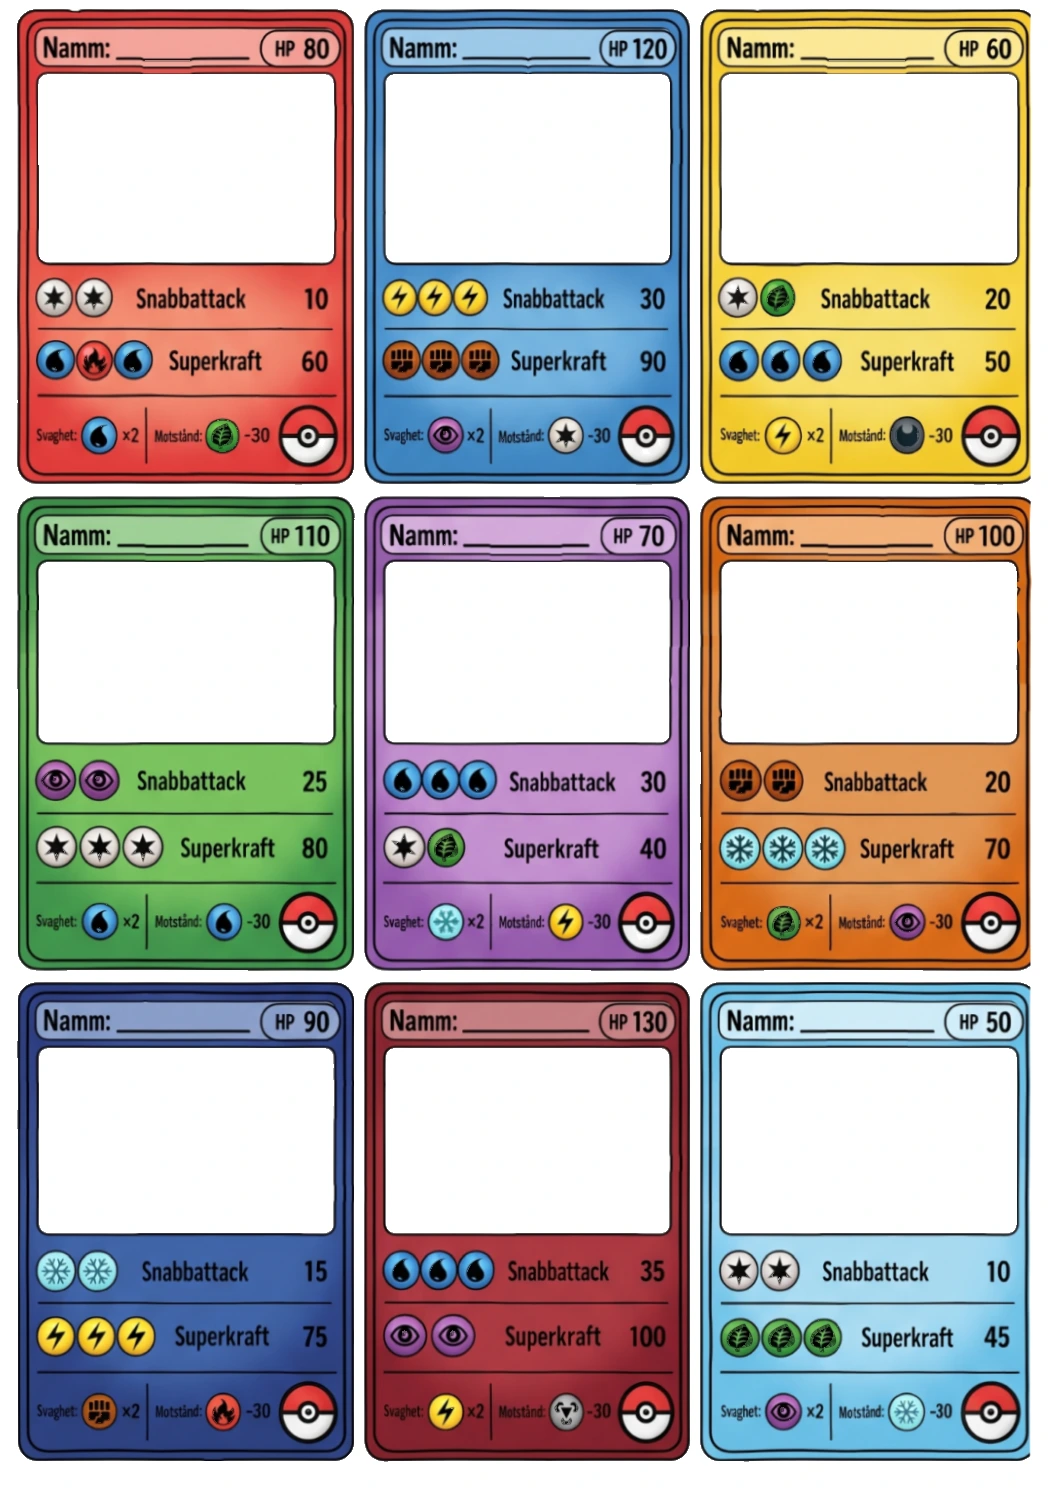 Namm: HP 80
Snabbattack 10
Superkraft 60
Svaghet: ×2 Motstånd: -30
Namm: HP 120
Snabbattack 30
Superkraft 90
Svaghet: ×2 Motstånd: -30
Namm: HP 60
Snabbattack 20
Superkraft 50
Svaghet: ×2 Motstånd: -30
Namm: HP 110
Snabbattack 25
Superkraft 80
Svaghet: ×2 Motstånd: -30
Namm: HP 70
Snabbattack 30
Superkraft 40
Svaghet: ×2 Motstånd: -30
Namm: HP 100
Snabbattack 20
Superkraft 70
Svaghet: ×2 Motstånd: -30
Namm: HP 90
Snabbattack 15
Superkraft 75
Svaghet: ×2 Motstånd: -30
Namm: HP 130
Snabbattack 35
Superkraft 100
Svaghet: ×2 Motstånd: -30
Namm: HP 50
Snabbattack 10
Superkraft 45
Svaghet: ×2 Motstånd: -30